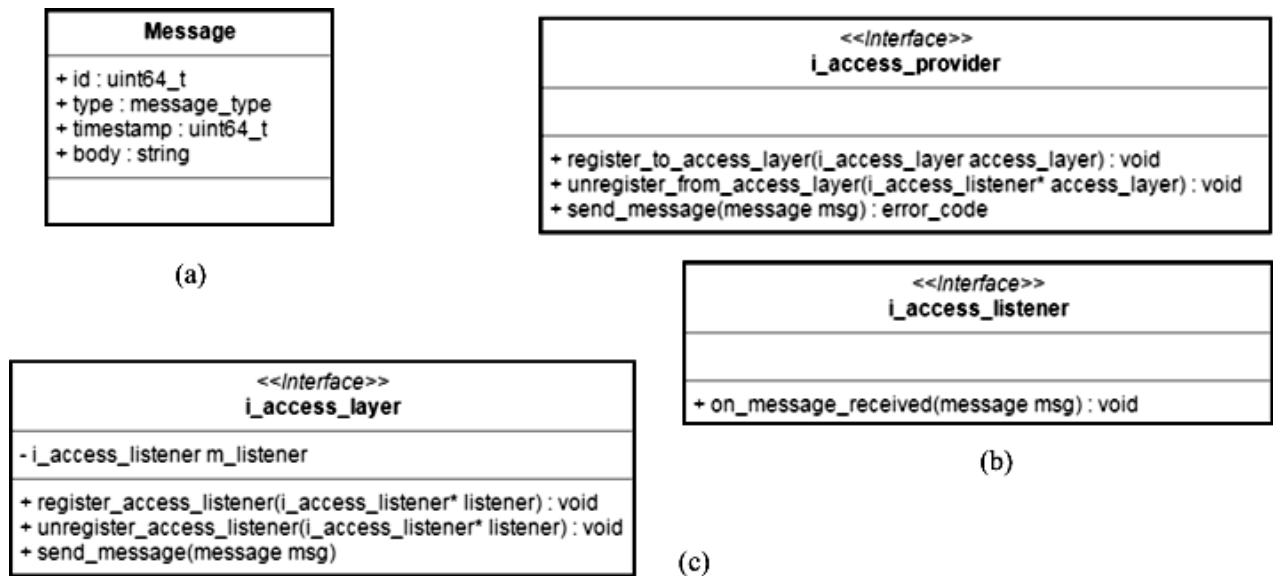 Message
+ id : uint64_t
+ type : message_type
+ timestamp : uint64_t
+ body : string
(a)
<<Interface>>
i_access_provider
+ register_to_access_layer(i_access_layer access_layer) : void
+ unregister_from_access_layer(i_access_listener* access_layer) : void
+ send_message(message msg) : error_code
<<Interface>>
i_access_listener
+ on_message_received(message msg) : void
(b)
<<Interface>>
i_access_layer
- i_access_listener m_listener
+ register_access_listener(i_access_listener* listener) : void
+ unregister_access_listener(i_access_listener* listener) : void
+ send_message(message msg)
(c)